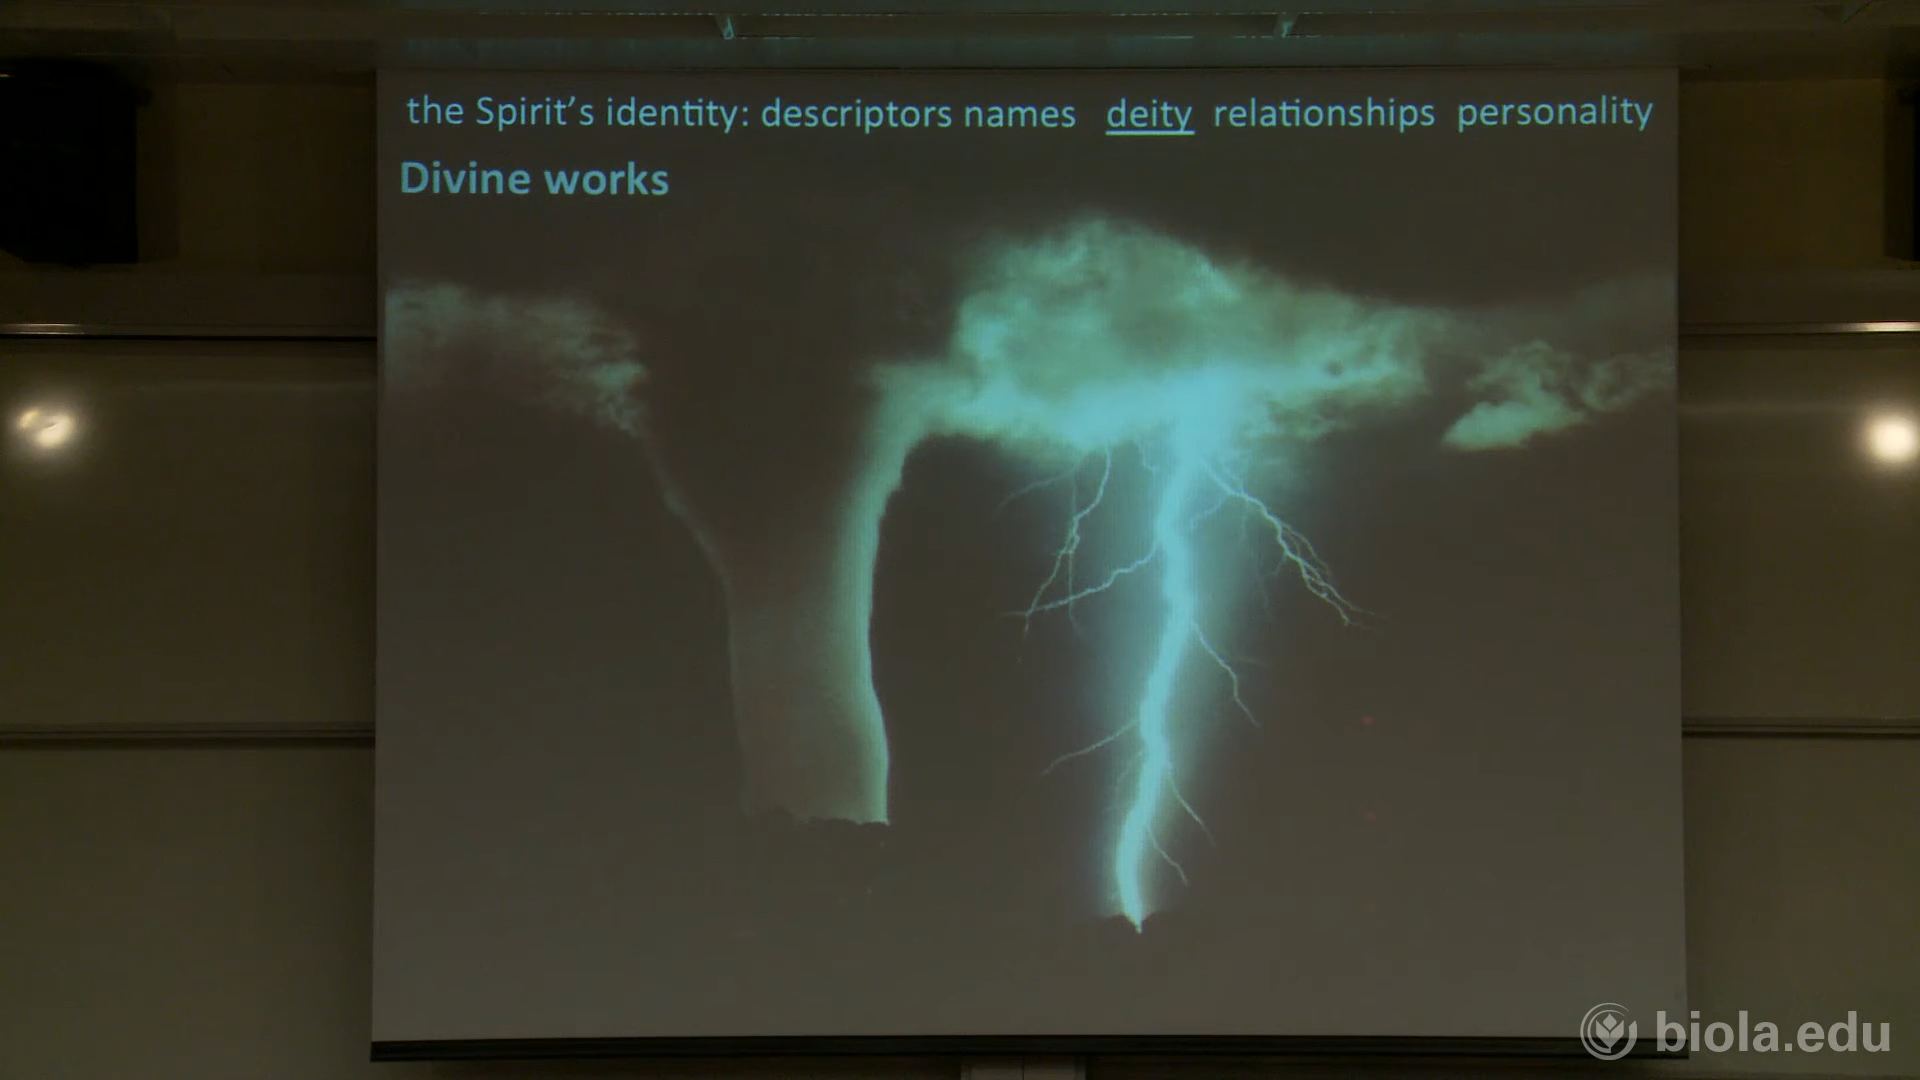 the Spirit’s identity: descriptors names deity relationships personality
Divine works
biola.edu